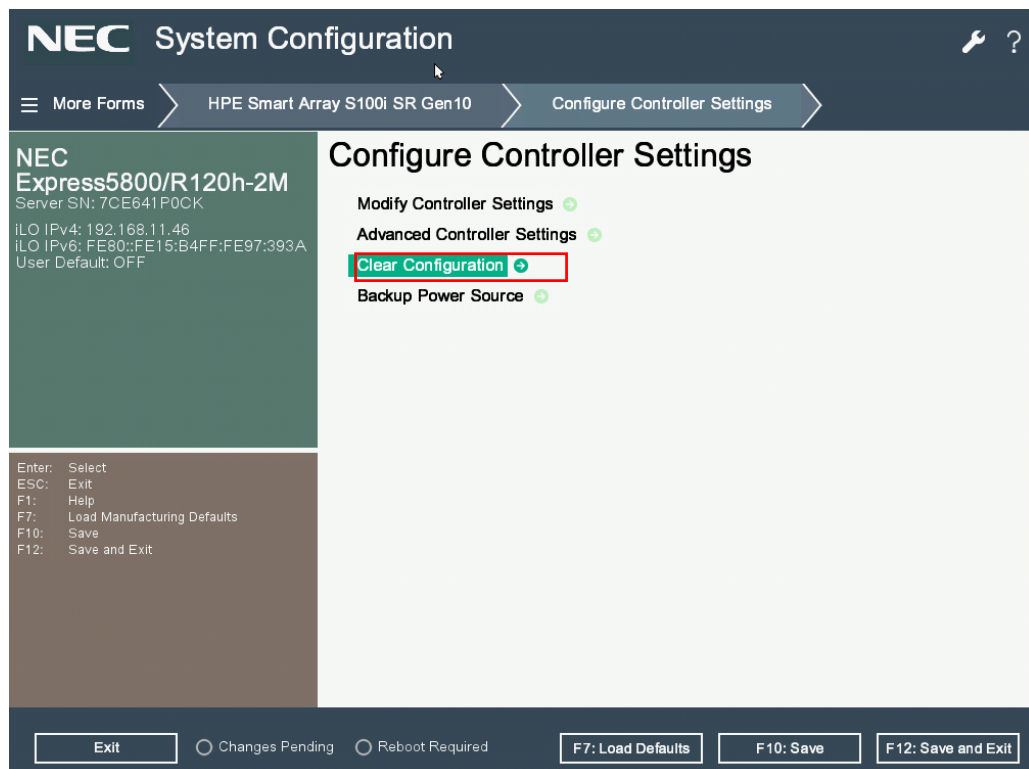 NEC System Configuration
?
More Forms
HPE Smart Array S100i SR Gen10
Configure Controller Settings
NEC
Express5800/R120h-2M
Server SN: 7CE641P0CK
iLO IPv4: 192.168.11.46
iLO IPv6: FE80::FE15:B4FF:FE97:393A
User Default: OFF
Configure Controller Settings
Modify Controller Settings
Advanced Controller Settings
Clear Configuration
Backup Power Source
Enter: Select
ESC: Exit
F1: Help
F7: Load Manufacturing Defaults
F10: Save
F12: Save and Exit
Exit
Changes Pending
Reboot Required
F7: Load Defaults
F10: Save
F12: Save and Exit